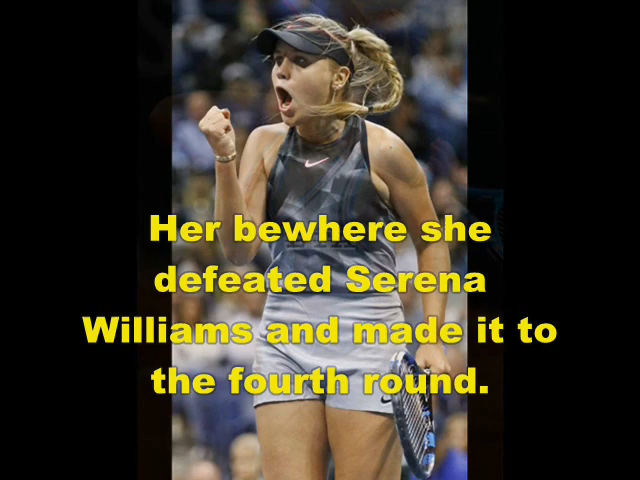 Her bewhere she
defeated Serena
Williams and made it to
the fourth round.